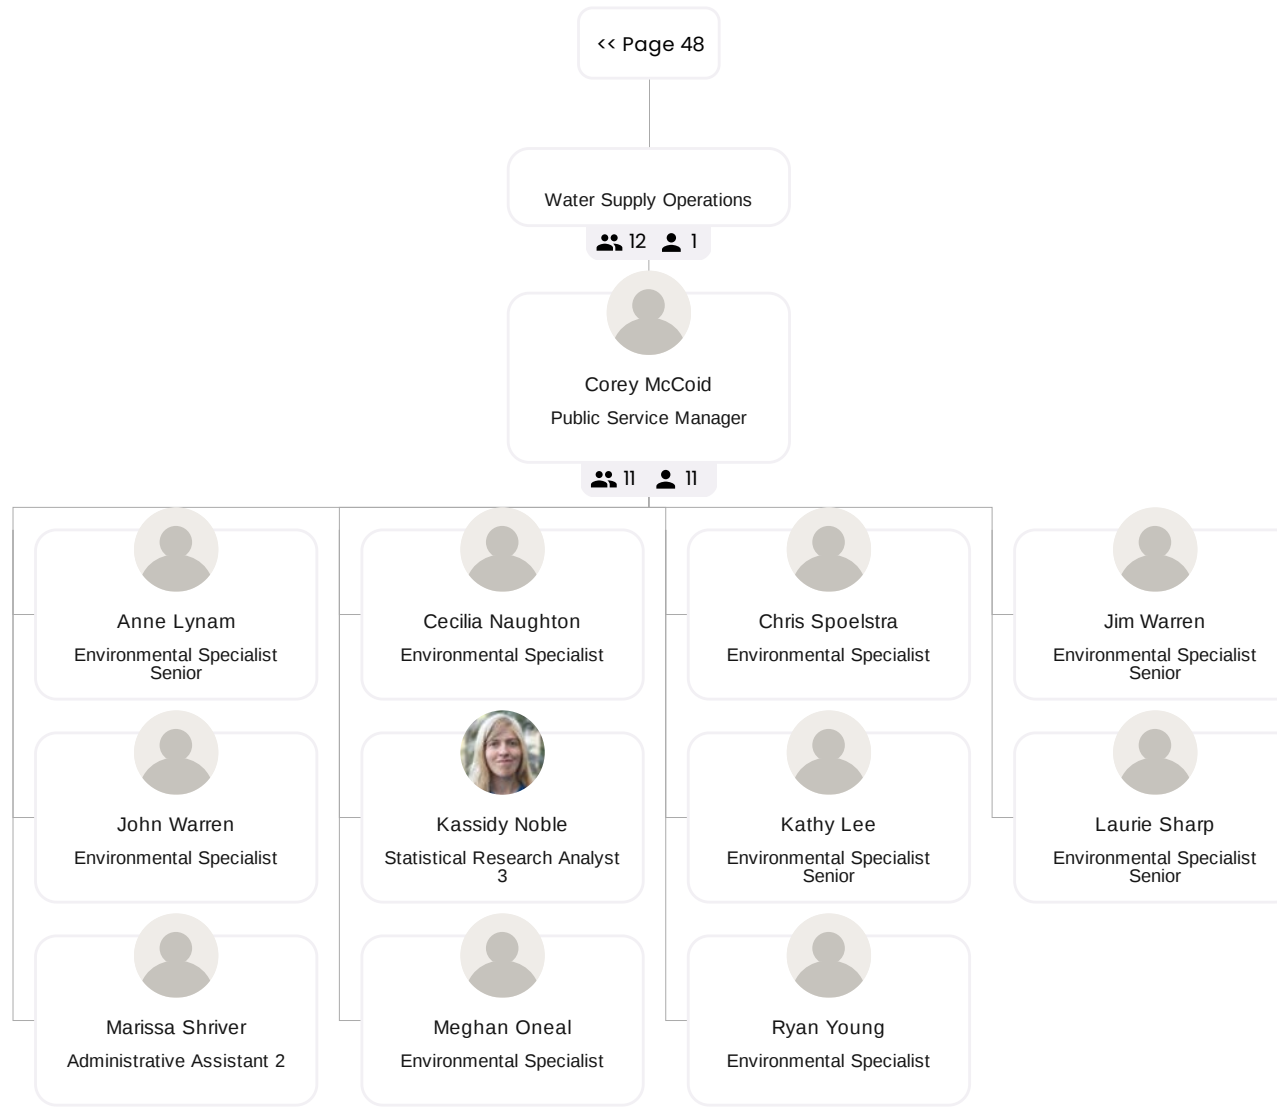 << Page 48
Water Supply Operations
12 1
Corey McCoid
Public Service Manager
11 11
Anne Lynam
Environmental Specialist
Senior
Cecilia Naughton
Environmental Specialist
Chris Spoelstra
Environmental Specialist
Jim Warren
Environmental Specialist
Senior
John Warren
Environmental Specialist
Kassidy Noble
Statistical Research Analyst
3
Kathy Lee
Environmental Specialist
Senior
Laurie Sharp
Environmental Specialist
Senior
Marissa Shriver
Administrative Assistant 2
Meghan Oneal
Environmental Specialist
Ryan Young
Environmental Specialist